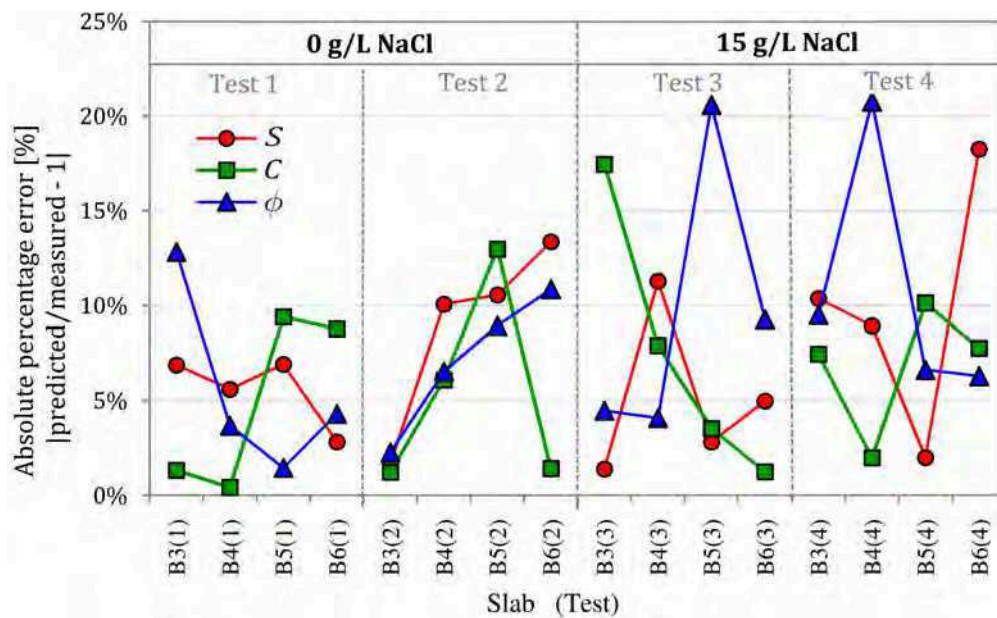 25%
20%
15%
10%
5%
0%
Absolute percentage error [%]
|predicted/measured - 1|
0 g/L NaCl
15 g/L NaCl
Test 1
Test 2
Test 3
Test 4
S
C
ϕ
B3(1)
B4(1)
B5(1)
B6(1)
B3(2)
B4(2)
B5(2)
B6(2)
B3(3)
B4(3)
B5(3)
B6(3)
B3(4)
B4(4)
B5(4)
B6(4)
Slab (Test)